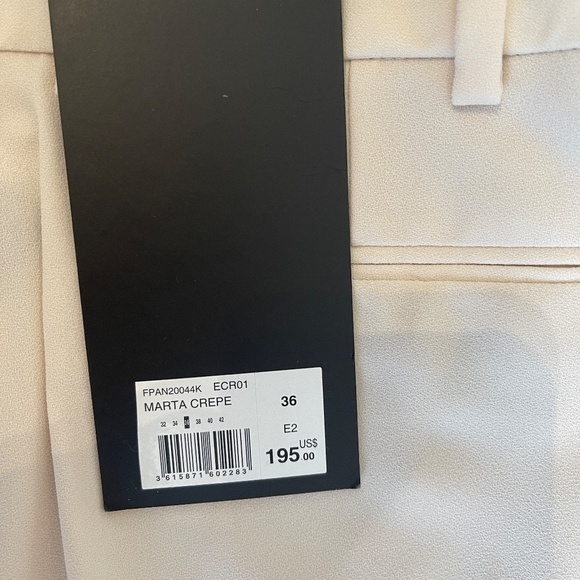 FPAN20044K ECR01
MARTA CREPE 36
32 34 36 38 40 42
E2
US$
195.00
3 615871 602283